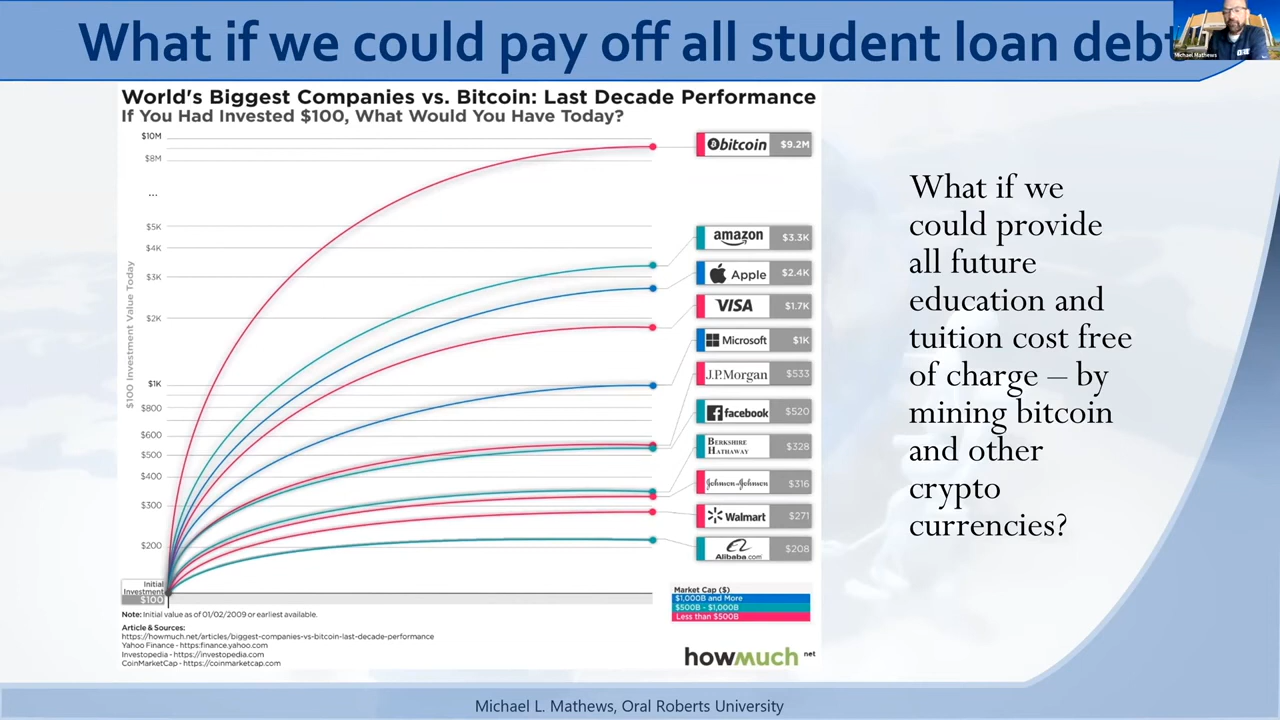 What if we could pay off all student loan debt
Michael Mathews
World's Biggest Companies vs. Bitcoin: Last Decade Performance
If You Had Invested $100, What Would You Have Today?
$100 Investment Value Today
$10M
$8M
...
$5K
$4K
$3K
$2K
$1K
$800
$600
$500
$400
$300
$200
Initial
Investment
$100
bitcoin $9.2M
amazon $3.3K
Apple $2.4K
VISA $1.7K
Microsoft $1K
J.P.Morgan $533
facebook $520
BERKSHIRE
HATHAWAY $328
Johnson & Johnson $316
Walmart $271
Alibaba.com $208
Market Cap ($)
$1,000B and More
$500B - $1,000B
Less than $500B
Note: Initial value as of 01/02/2009 or earliest available.
Article & Sources:
https://howmuch.net/articles/biggest-companies-vs-bitcoin-last-decade-performance
Yahoo Finance - https:finance.yahoo.com
Investopedia - https://investopedia.com
CoinMarketCap - https://coinmarketcap.com
howmuch net
What if we
could provide
all future
education and
tuition cost free
of charge – by
mining bitcoin
and other
crypto
currencies?
Michael L. Mathews, Oral Roberts University